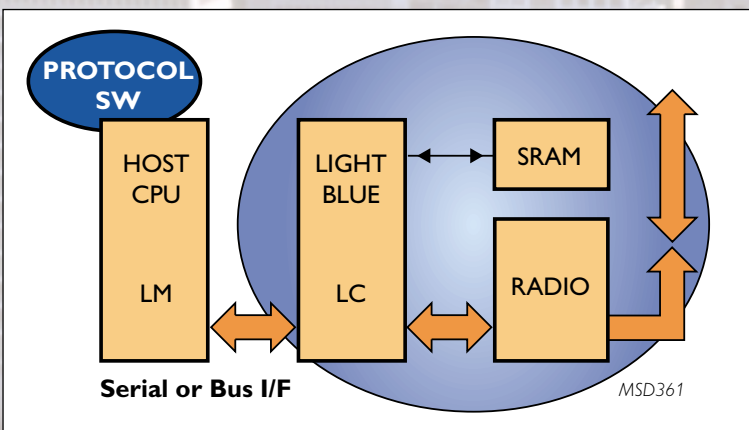 PROTOCOL
SW
HOST
CPU
LM
LIGHT
BLUE
LC
SRAM
RADIO
Serial or Bus I/F
MSD361